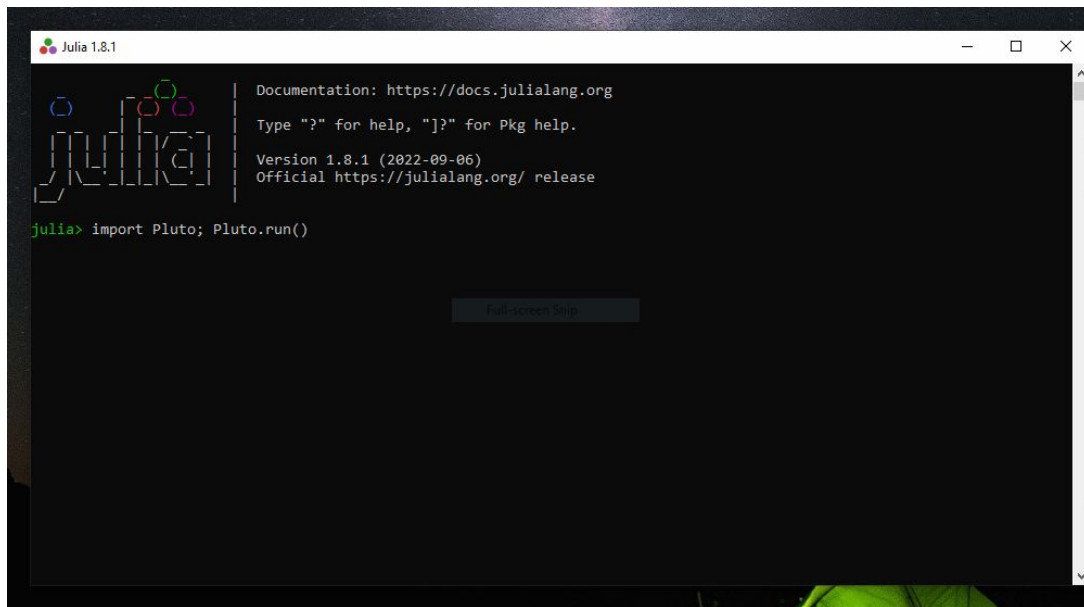 Julia 1.8.1
Documentation: https://docs.julialang.org
Type "?" for help, "]?" for Pkg help.
Version 1.8.1 (2022-09-06)
Official https://julialang.org/ release
julia
julia> import Pluto; Pluto.run()
Full-screen Snip